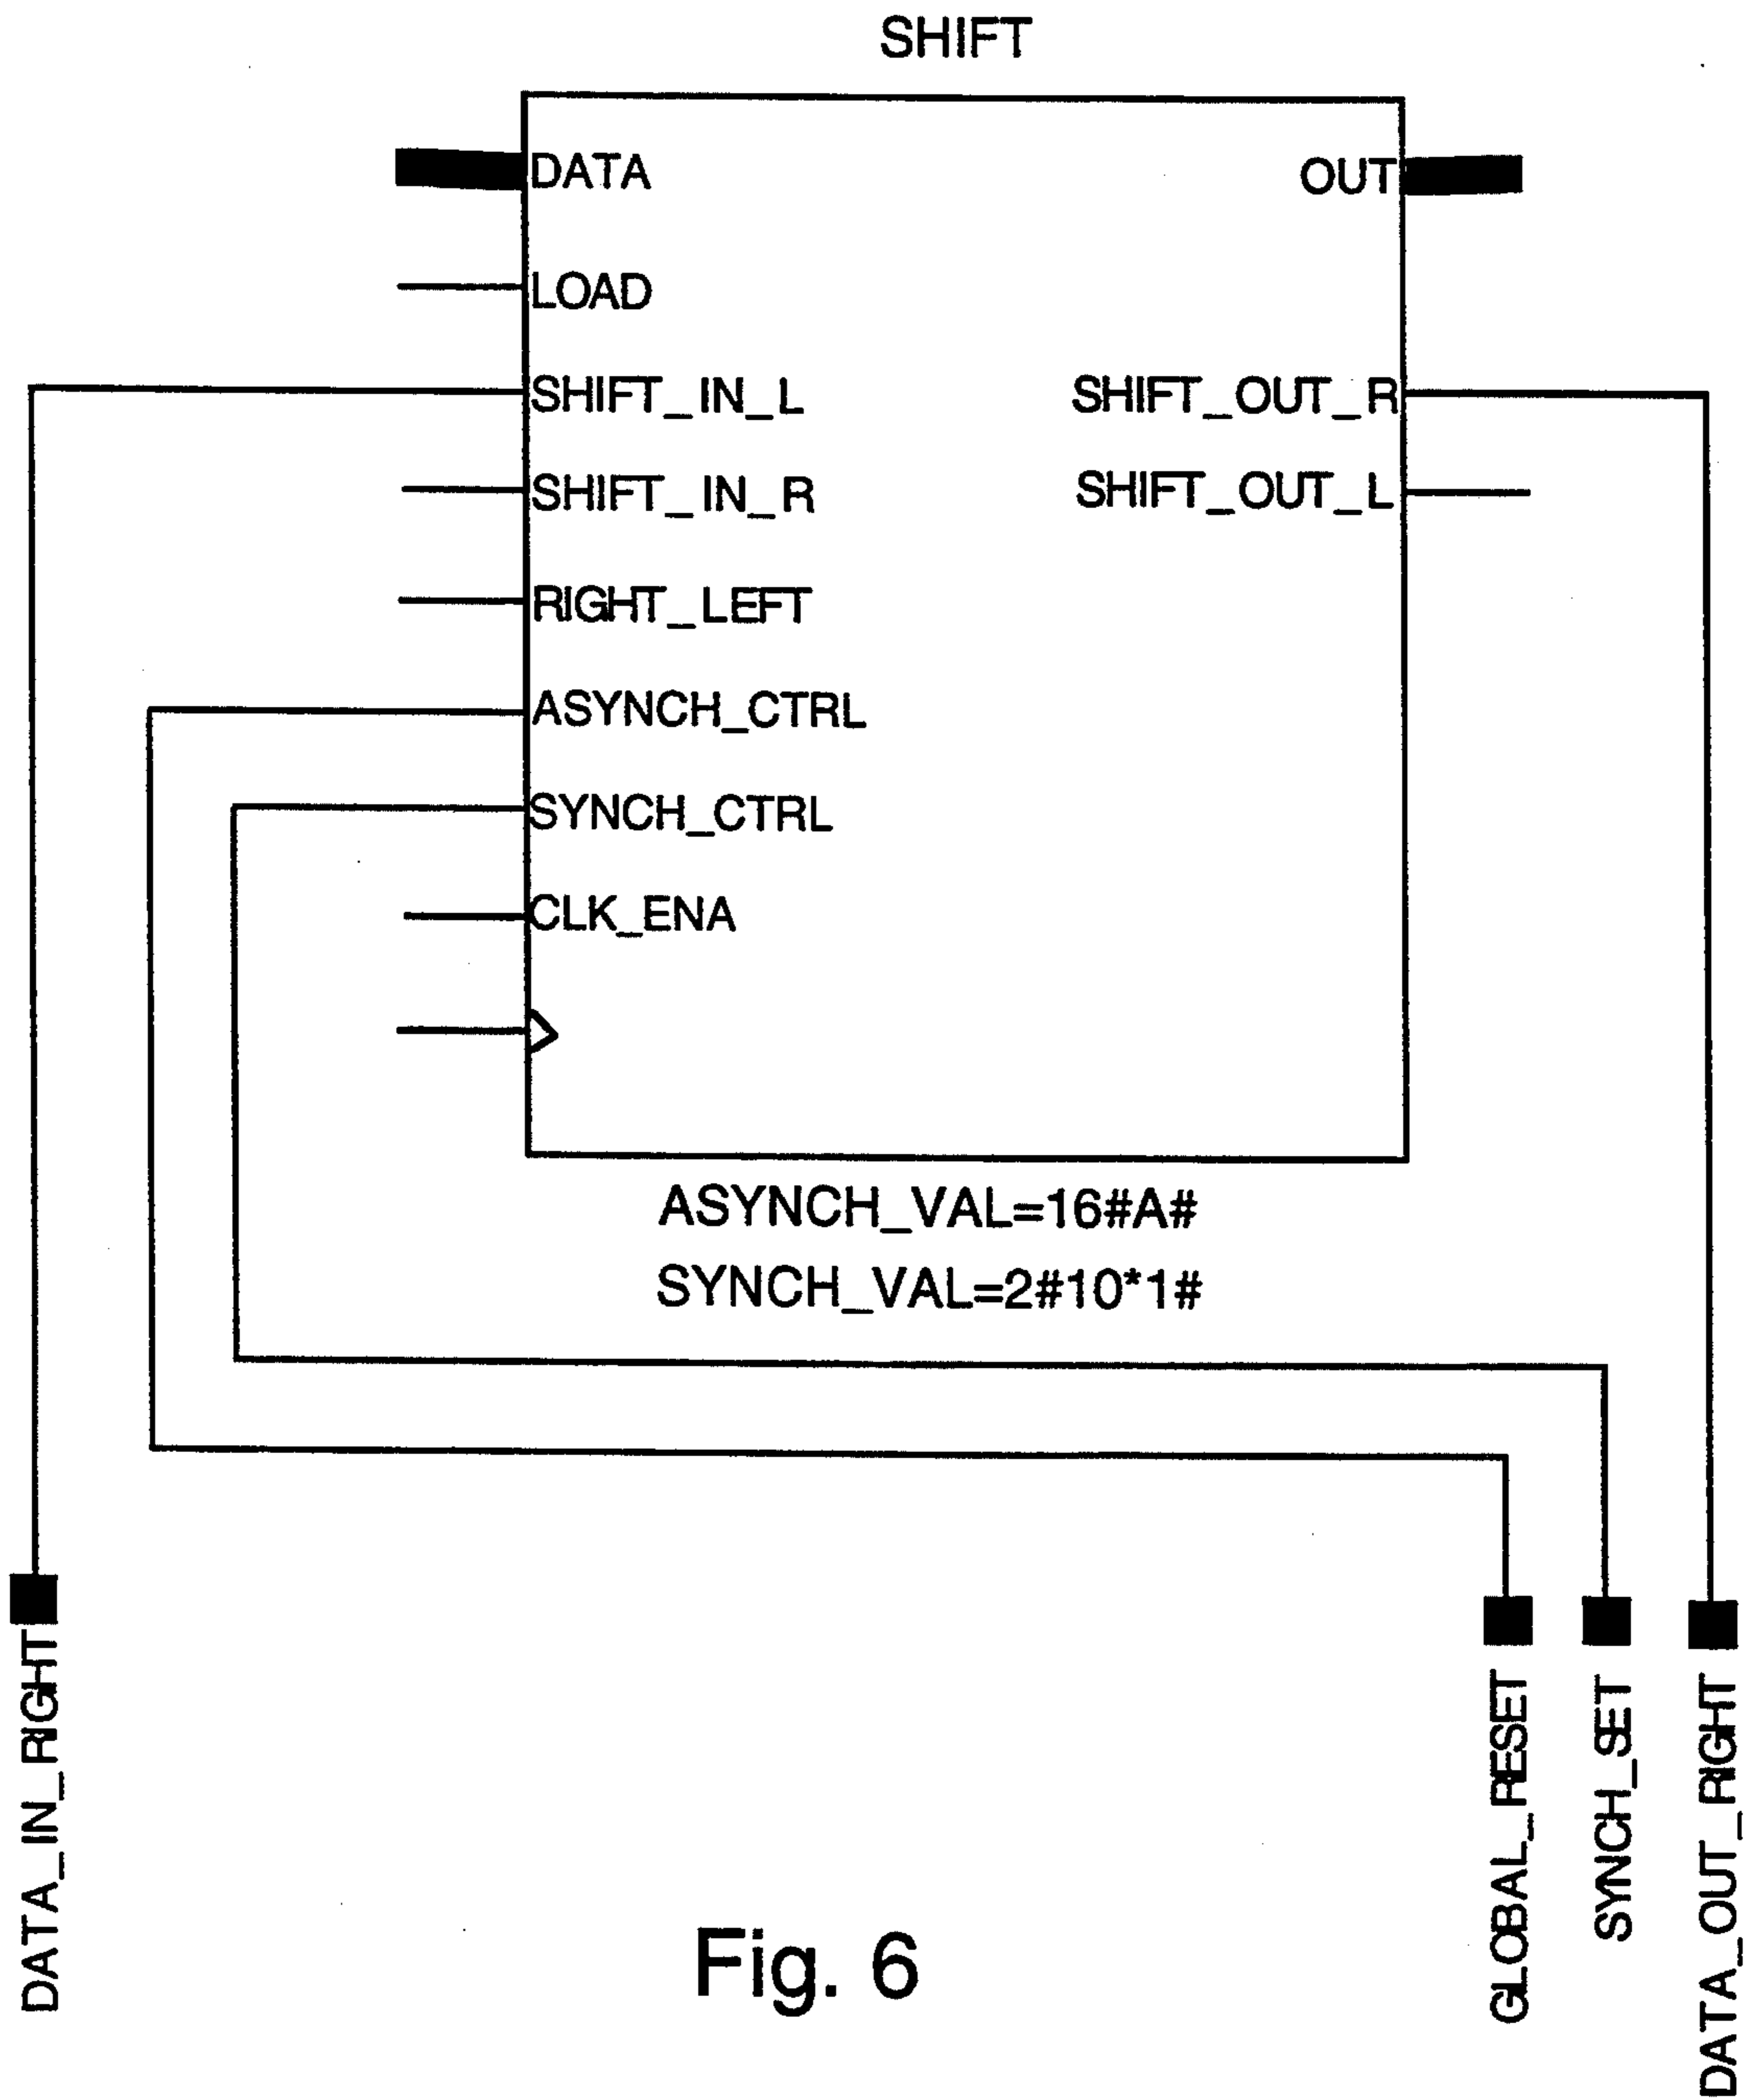 SHIFT
DATA
OUT
LOAD
SHIFT_IN_L
SHIFT_OUT_R
SHIFT_IN_R
SHIFT_OUT_L
RIGHT_LEFT
ASYNCH_CTRL
SYNCH_CTRL
CLK_ENA
ASYNCH_VAL=16#A#
SYNCH_VAL=2#10*1#
DATA_IN_RIGHT
GLOBAL_RESET
SYNCH_SET
DATA_OUT_RIGHT
Fig. 6